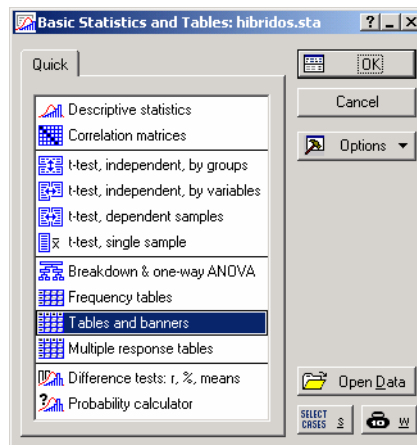 Basic Statistics and Tables: hibridos.sta
Quick
Descriptive statistics
Correlation matrices
t-test, independent, by groups
t-test, independent, by variables
t-test, dependent samples
t-test, single sample
Breakdown & one-way ANOVA
Frequency tables
Tables and banners
Multiple response tables
Difference tests: r, %, means
Probability calculator
OK
Cancel
Options
Open Data
SELECT CASES S
W